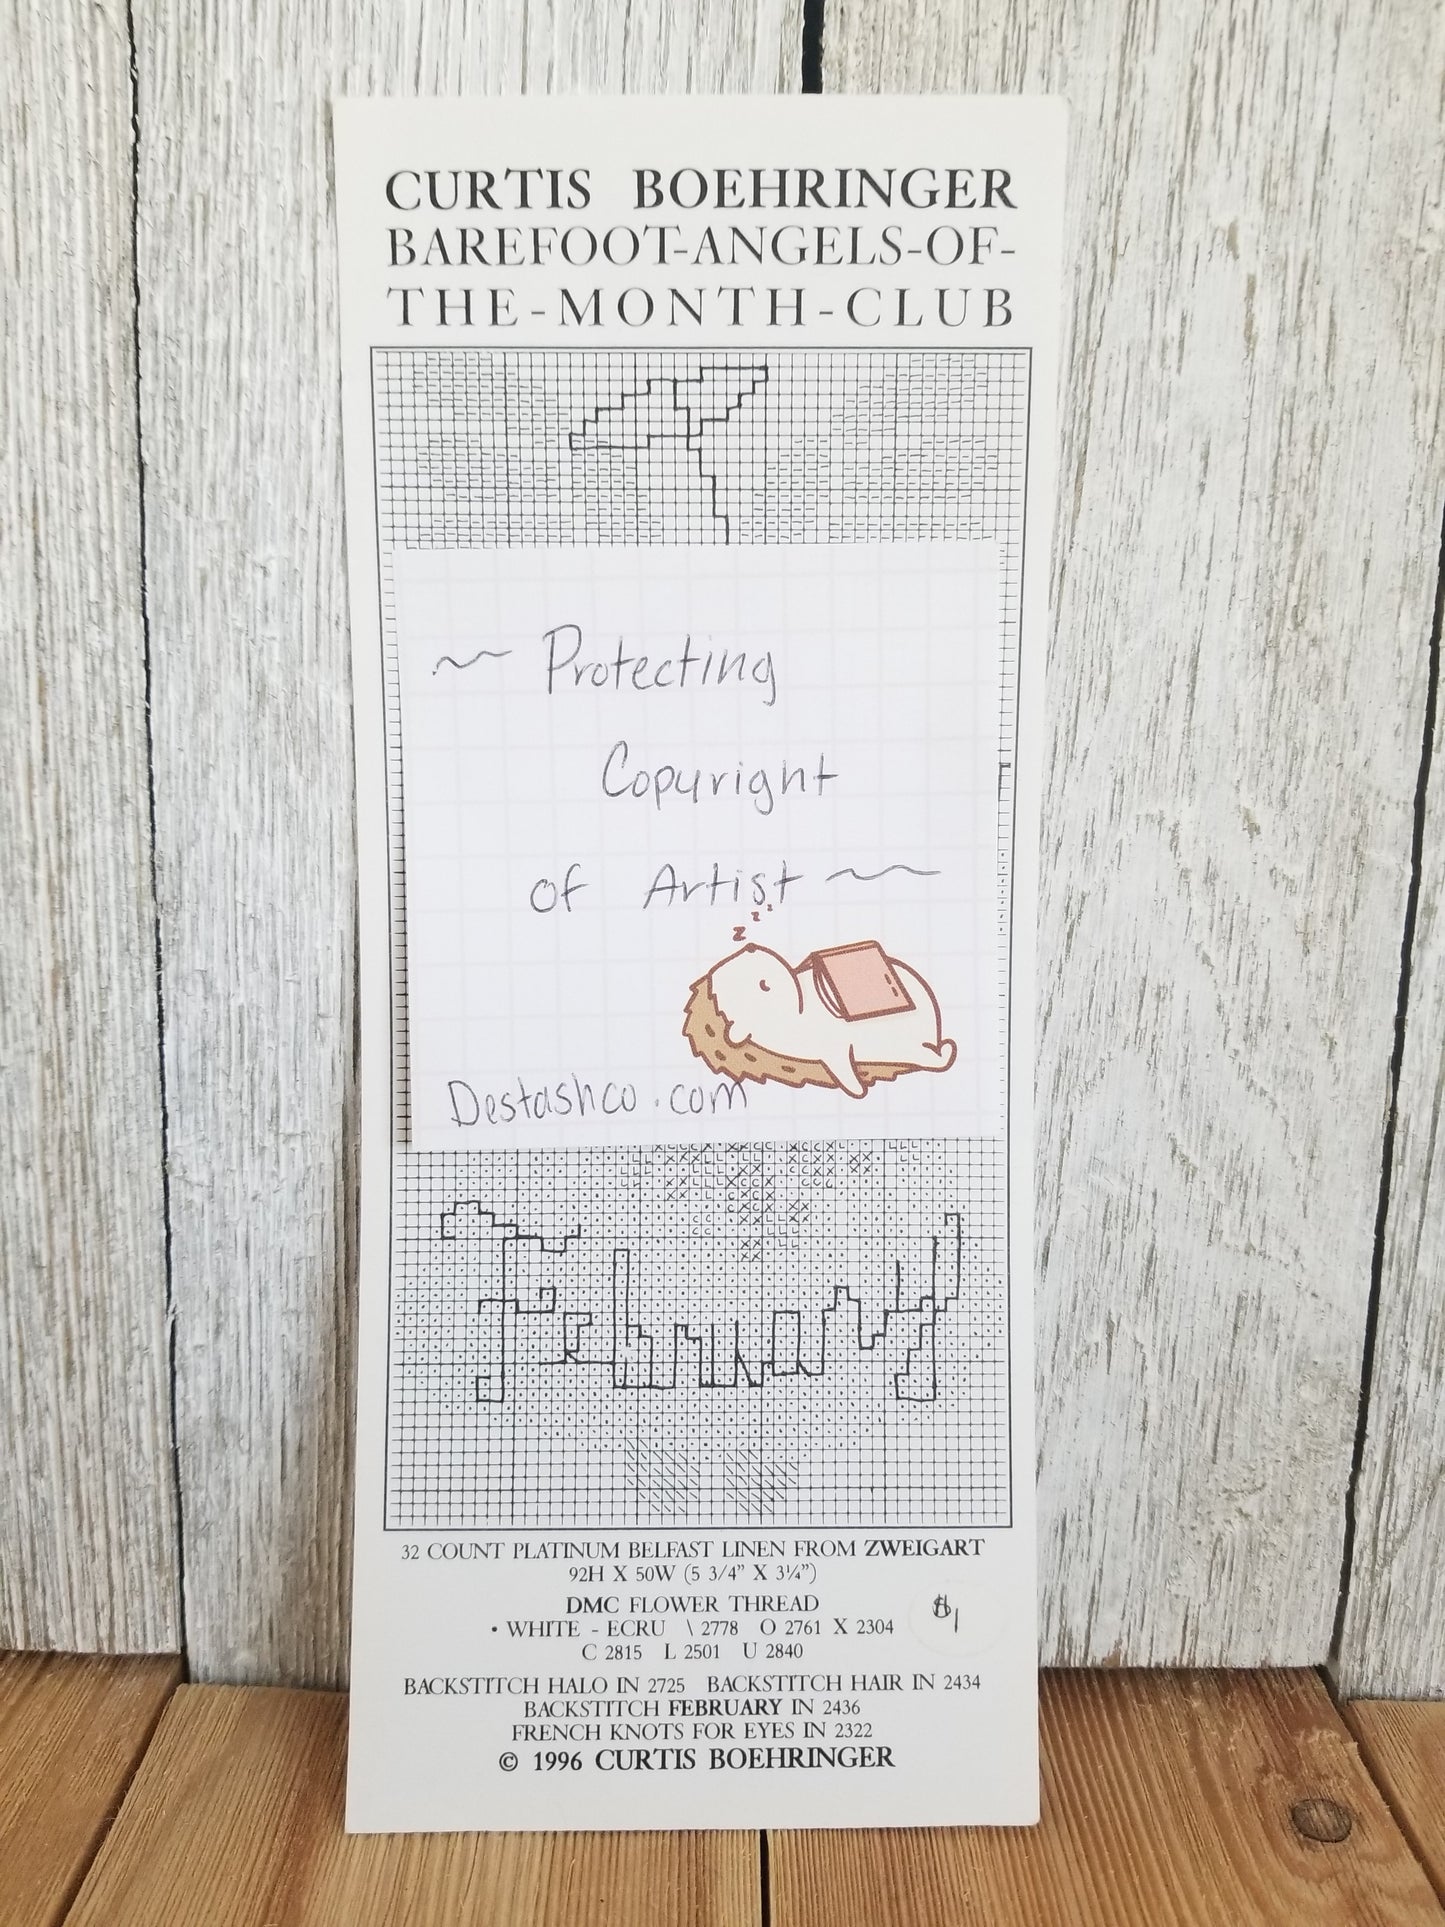 CURTIS BOEHRINGER
BAREFOOT-ANGELS-OF-
THE-MONTH-CLUB
~ Protecting
Copyright
of Artist ~
z z z
Destashco.com
February
32 COUNT PLATINUM BELFAST LINEN FROM ZWEIGART
92H X 50W (5 3/4" X 3¼")
DMC FLOWER THREAD
• WHITE - ECRU \ 2778 O 2761 X 2304
C 2815 L 2501 U 2840
$1
BACKSTITCH HALO IN 2725 BACKSTITCH HAIR IN 2434
BACKSTITCH FEBRUARY IN 2436
FRENCH KNOTS FOR EYES IN 2322
© 1996 CURTIS BOEHRINGER